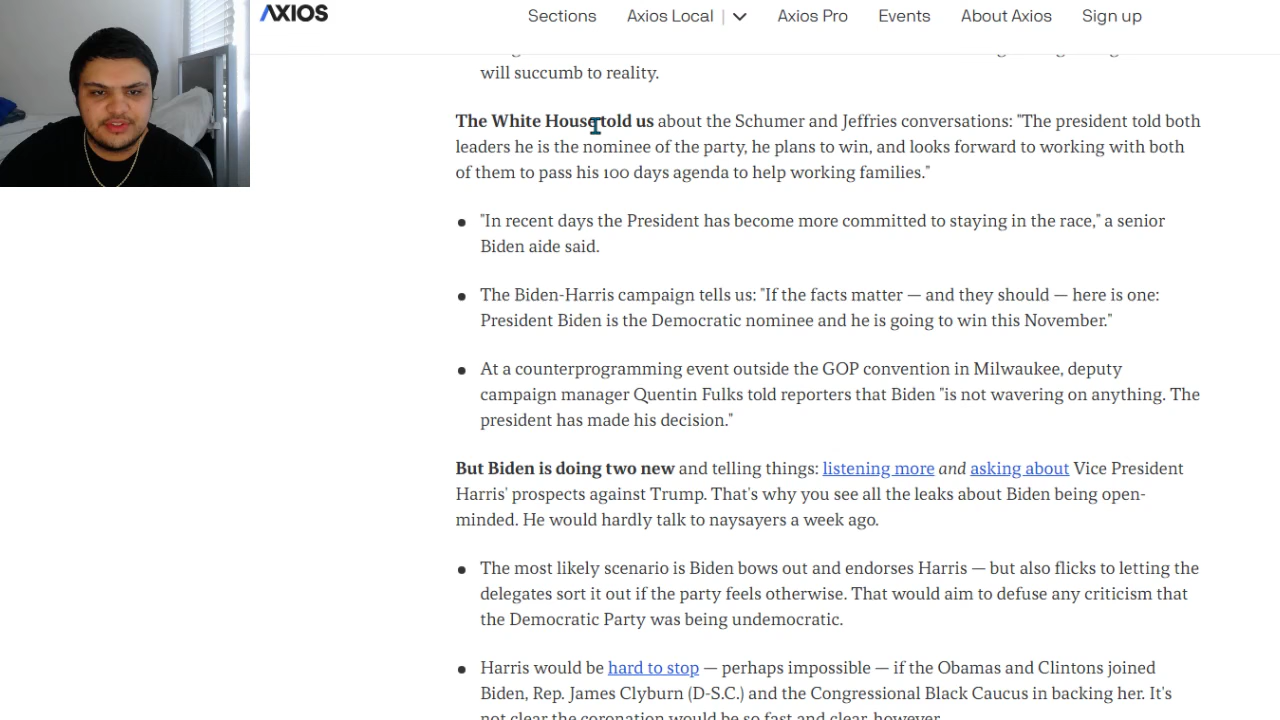 AXIOS
Sections Axios Local | Axios Pro Events About Axios Sign up
will succumb to reality.
The White House told us about the Schumer and Jeffries conversations: "The president told both
leaders he is the nominee of the party, he plans to win, and looks forward to working with both
of them to pass his 100 days agenda to help working families."
"In recent days the President has become more committed to staying in the race," a senior
Biden aide said.
The Biden-Harris campaign tells us: "If the facts matter — and they should — here is one:
President Biden is the Democratic nominee and he is going to win this November."
At a counterprogramming event outside the GOP convention in Milwaukee, deputy
campaign manager Quentin Fulks told reporters that Biden "is not wavering on anything. The
president has made his decision."
But Biden is doing two new and telling things: listening more and asking about Vice President
Harris' prospects against Trump. That's why you see all the leaks about Biden being open-
minded. He would hardly talk to naysayers a week ago.
The most likely scenario is Biden bows out and endorses Harris — but also flicks to letting the
delegates sort it out if the party feels otherwise. That would aim to defuse any criticism that
the Democratic Party was being undemocratic.
Harris would be hard to stop — perhaps impossible — if the Obamas and Clintons joined
Biden, Rep. James Clyburn (D-S.C.) and the Congressional Black Caucus in backing her. It's
not clear the coronation would be so fast and clear, however.